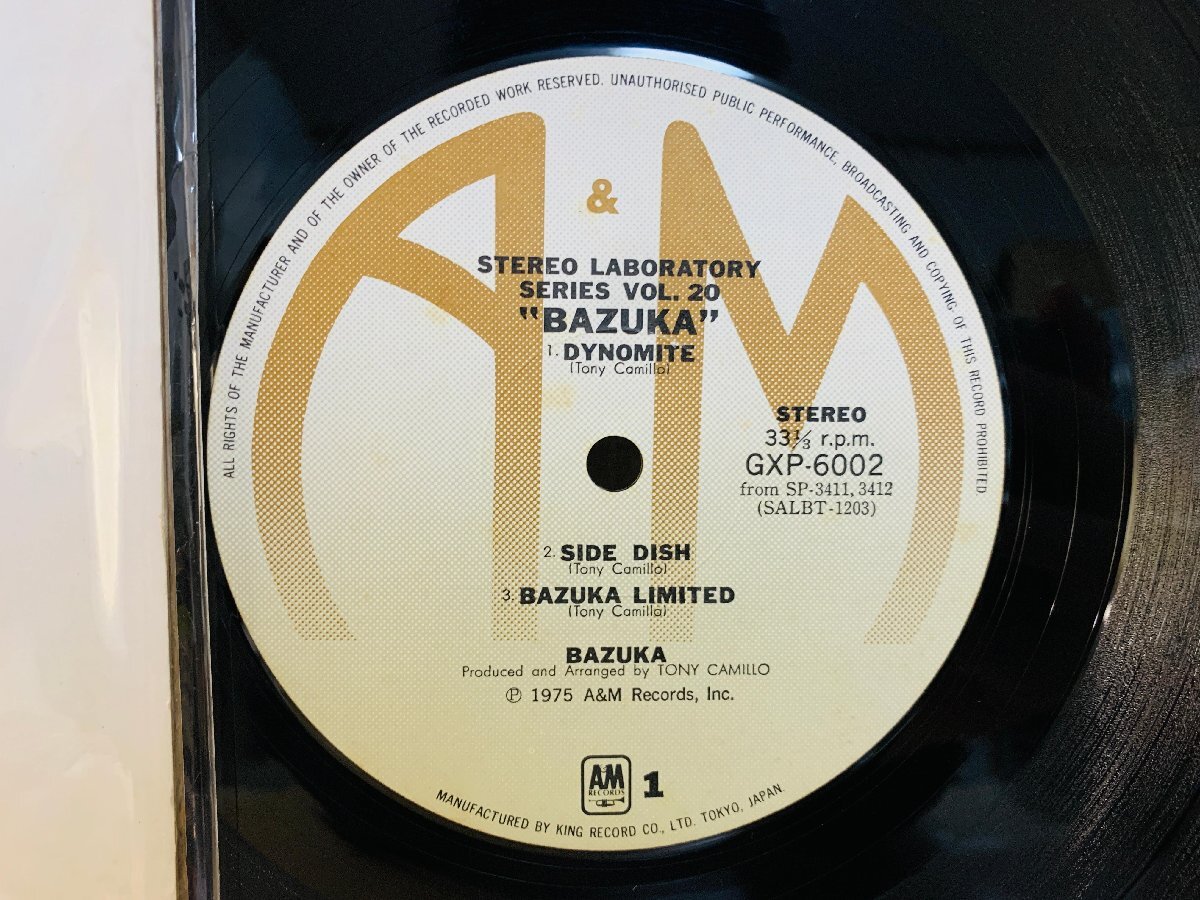 ALL RIGHTS OF THE MANUFACTURER AND OF THE OWNER OF THE RECORDED WORK RESERVED. UNAUTHORISED PUBLIC PERFORMANCE, BROADCASTING AND COPYING OF THIS RECORD PROHIBITED
A & M
STEREO LABORATORY
SERIES VOL. 20
"BAZUKA"
1. DYNOMITE
(Tony Camillo)
STEREO
33 1/3 r.p.m.
GXP-6002
from SP-3411, 3412
(SALBT-1203)
2. SIDE DISH
(Tony Camillo)
3. BAZUKA LIMITED
(Tony Camillo)
BAZUKA
Produced and Arranged by TONY CAMILLO
℗ 1975 A&M Records, Inc.
A&M
RECORDS
1
MANUFACTURED BY KING RECORD CO., LTD. TOKYO, JAPAN.